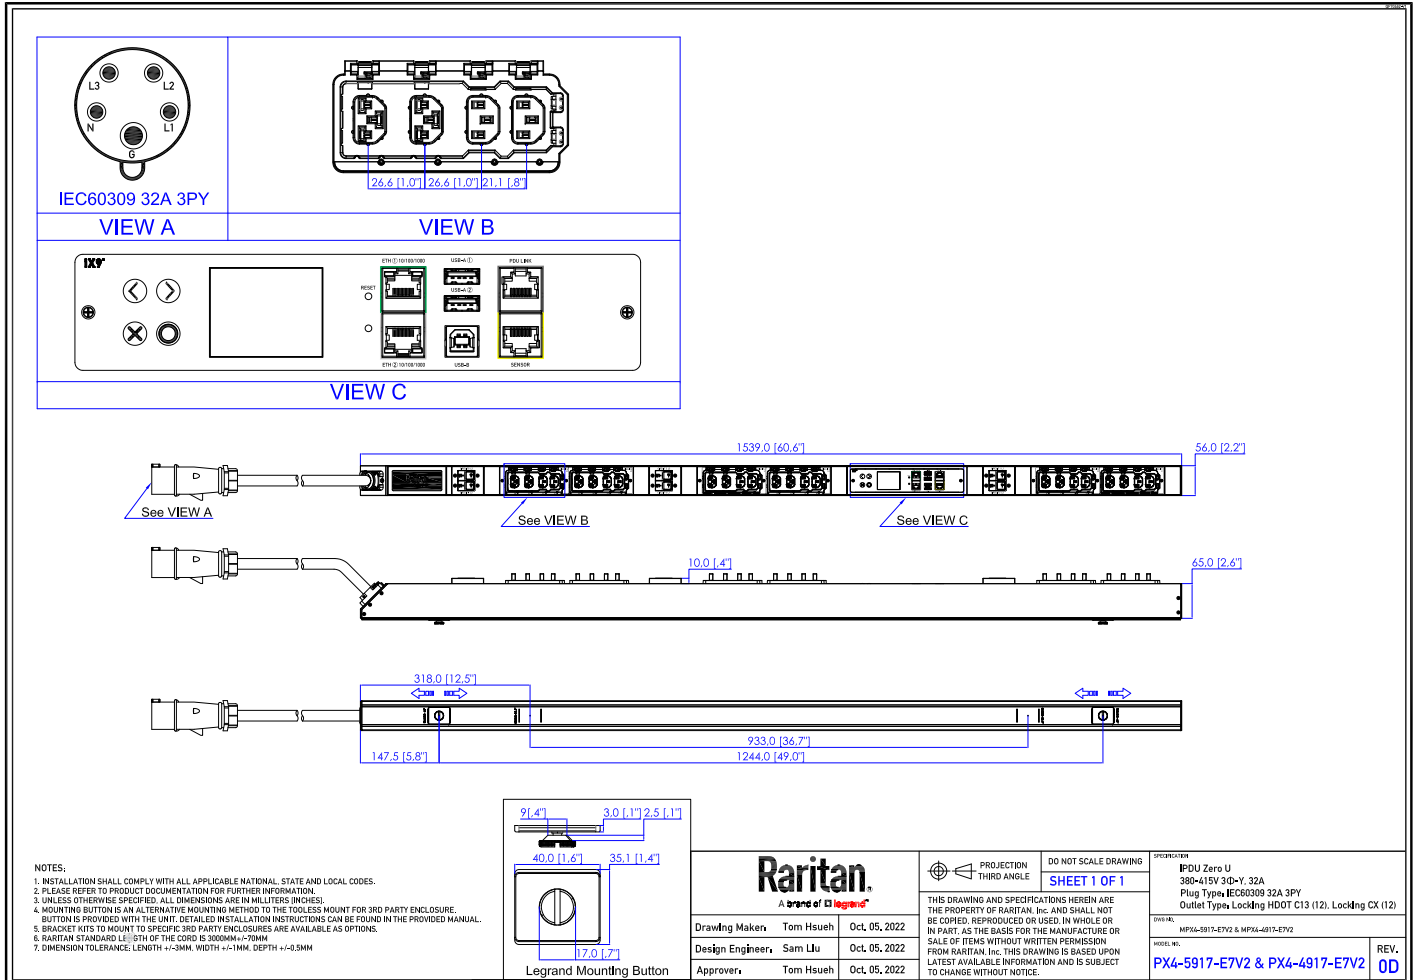 L3
L2
N
L1
G
IEC60309 32A 3PY
VIEW A
26,6 [1,0"]
26,6 [1,0"]
21,1 [,8"]
VIEW B
iX9™
RESET
ETH ① 10/100/1000
ETH ② 10/100/1000
USB-A ①
USB-A ②
USB-B
PDU LINK
SENSOR
VIEW C
1539,0 [60,6"]
56,0 [2,2"]
See VIEW A
See VIEW B
See VIEW C
10,0 [,4"]
65,0 [2,6"]
318,0 [12,5"]
933,0 [36,7"]
147,5 [5,8"]
1244,0 [49,0"]
9[,4"]
3,0 [,1"]
2,5 [,1"]
40,0 [1,6"]
35,1 [1,4"]
17,0 [,7"]
Legrand Mounting Button
NOTES:
1. INSTALLATION SHALL COMPLY WITH ALL APPLICABLE NATIONAL, STATE AND LOCAL CODES.
2. PLEASE REFER TO PRODUCT DOCUMENTATION FOR FURTHER INFORMATION.
3. UNLESS OTHERWISE SPECIFIED, ALL DIMENSIONS ARE IN MILLITERS [INCHES].
4. MOUNTING BUTTON IS AN ALTERNATIVE MOUNTING METHOD TO THE TOOLESS MOUNT FOR 3RD PARTY ENCLOSURE.
BUTTON IS PROVIDED WITH THE UNIT. DETAILED INSTALLATION INSTRUCTIONS CAN BE FOUND IN THE PROVIDED MANUAL.
5. BRACKET KITS TO MOUNT TO SPECIFIC 3RD PARTY ENCLOSURES ARE AVAILABLE AS OPTIONS.
6. RARITAN STANDARD LENGTH OF THE CORD IS 3000MM+/-70MM
7. DIMENSION TOLERANCE: LENGTH +/-3MM, WIDTH +/-1MM, DEPTH +/-0.5MM
Raritan.
A brand of legrand
Drawing Maker: Tom Hsueh Oct. 05, 2022
Design Engineer: Sam Liu Oct. 05, 2022
Approver: Tom Hsueh Oct. 05, 2022
PROJECTION
THIRD ANGLE
DO NOT SCALE DRAWING
SHEET 1 OF 1
THIS DRAWING AND SPECIFICATIONS HEREIN ARE
THE PROPERTY OF RARITAN, Inc. AND SHALL NOT
BE COPIED, REPRODUCED OR USED, IN WHOLE OR
IN PART, AS THE BASIS FOR THE MANUFACTURE OR
SALE OF ITEMS WITHOUT WRITTEN PERMISSION
FROM RARITAN, Inc. THIS DRAWING IS BASED UPON
LATEST AVAILABLE INFORMATION AND IS SUBJECT
TO CHANGE WITHOUT NOTICE.
SPECIFICATION:
iPDU Zero U
380-415V 3Φ-Y, 32A
Plug Type: IEC60309 32A 3PY
Outlet Type: Locking HDOT C13 (12), Locking CX (12)
DWG NO.
MPX4-5917-E7V2 & MPX4-4917-E7V2
MODEL NO.
PX4-5917-E7V2 & PX4-4917-E7V2
REV.
0D